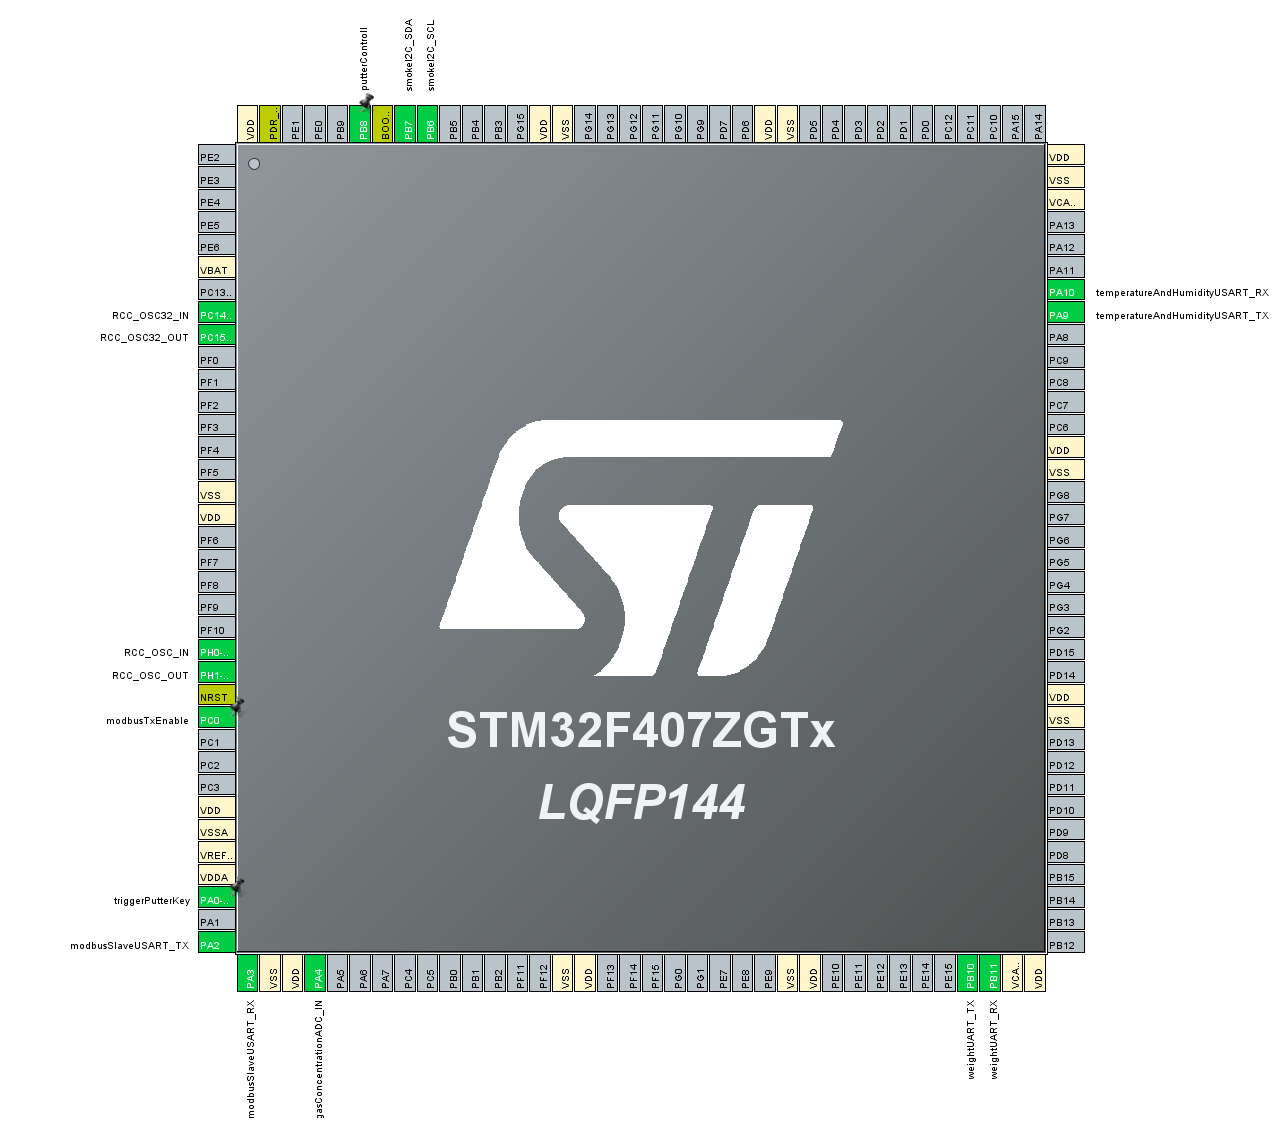 putterControll
smokeI2C_SDA
smokeI2C_SCL
VDD
PDR_..
PE1
PE0
PB9
PB8
BOO..
PB7
PB6
PB5
PB4
PB3
PG15
VDD
VSS
PG14
PG13
PG12
PG11
PG10
PG9
PD7
PD6
VDD
VSS
PD5
PD4
PD3
PD2
PD1
PD0
PC12
PC11
PC10
PA15
PA14
PE2
PE3
PE4
PE5
PE6
VBAT
PC13..
RCC_OSC32_IN PC14..
RCC_OSC32_OUT PC15..
PF0
PF1
PF2
PF3
PF4
PF5
VSS
VDD
PF6
PF7
PF8
PF9
PF10
RCC_OSC_IN PH0-..
RCC_OSC_OUT PH1-..
NRST
modbusTxEnable PC0
PC1
PC2
PC3
VDD
VSSA
VREF..
VDDA
triggerPutterKey PA0-..
PA1
modbusSlaveUSART_TX PA2
STM32F407ZGTx
LQFP144
VDD
VSS
VCA..
PA13
PA12
PA11
PA10 temperatureAndHumidityUSART_RX
PA9 temperatureAndHumidityUSART_TX
PA8
PC9
PC8
PC7
PC6
VDD
VSS
PG8
PG7
PG6
PG5
PG4
PG3
PG2
PD15
PD14
VDD
VSS
PD13
PD12
PD11
PD10
PD9
PD8
PB15
PB14
PB13
PB12
PA3
VSS
VDD
PA4
PA5
PA6
PA7
PC4
PC5
PB0
PB1
PB2
PF11
PF12
VSS
VDD
PF13
PF14
PF15
PG0
PG1
PE7
PE8
PE9
VSS
VDD
PE10
PE11
PE12
PE13
PE14
PE15
PB10
PB11
VCA..
VDD
modbusSlaveUSART_RX
gasConcentrationADC_IN
weightUART_TX
weightUART_RX